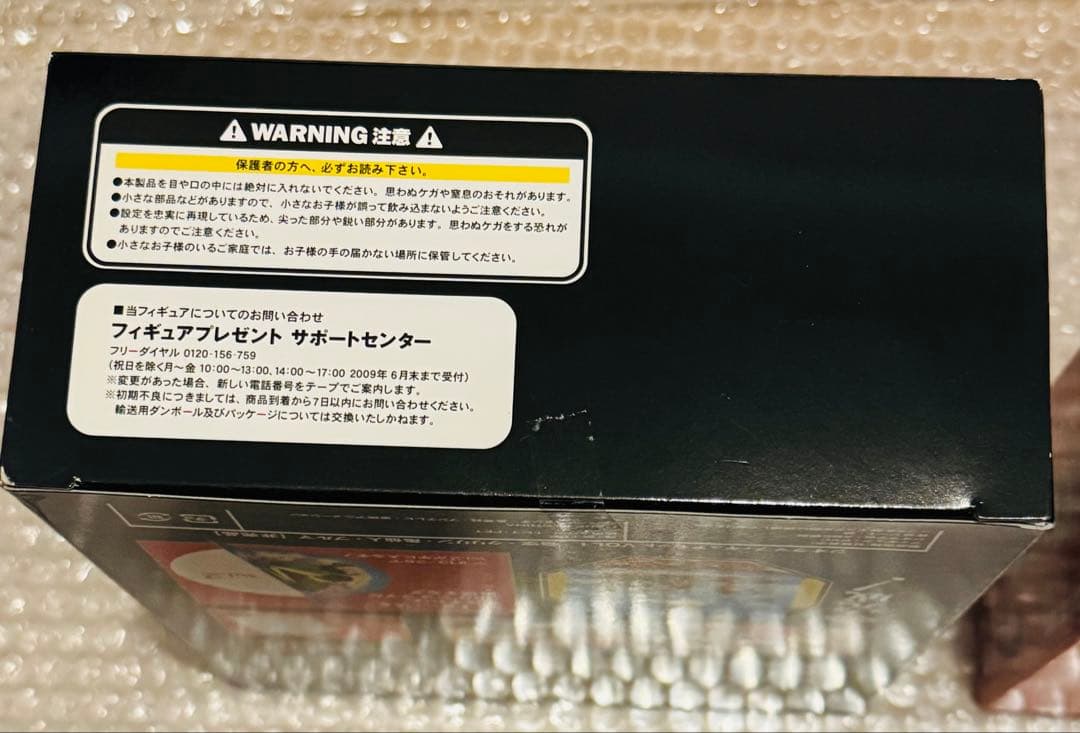 WARNING 注意
保護者の方へ、必ずお読み下さい。
●本製品を目や口の中には絶対に入れないでください。思わぬケガや窒息のおそれがあります。
●小さな部品などがありますので、小さなお子様が誤って飲み込まないようご注意ください。
●設定を忠実に再現しているため、尖った部分や鋭い部分があります。思わぬケガをする恐れが
ありますのでご注意ください。
●小さなお子様のいるご家庭では、お子様の手の届かない場所に保管してください。
■当フィギュアについてのお問い合わせ
フィギュアプレゼント サポートセンター
フリーダイヤル 0120-156-759
(祝日を除く月〜金 10:00〜13:00、14:00〜17:00 2009年 6月末まで受付)
※変更があった場合、新しい電話番号をテープでご案内します。
※初期不良につきましては、商品到着から7日以内にお問い合わせください。
輸送用ダンボール及びパッケージについては交換いたしかねます。